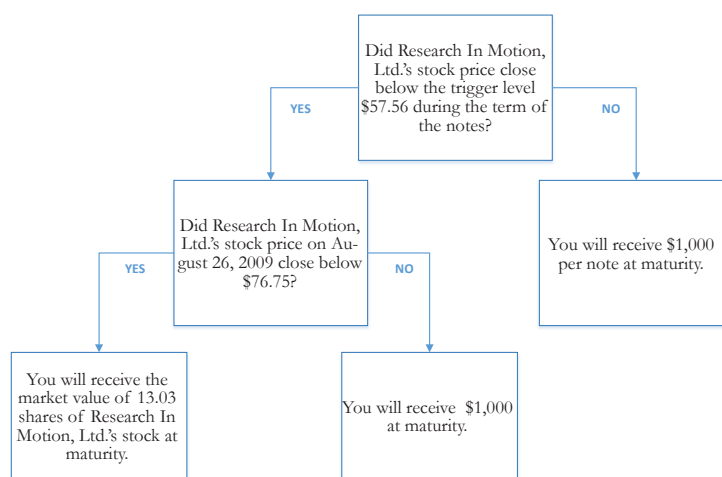 Did Research In Motion,
Ltd.'s stock price close
below the trigger level
$57.56 during the term of
the notes?
YES
NO
Did Research In Motion,
Ltd.'s stock price on Au-
gust 26, 2009 close below
$76.75?
You will receive $1,000
per note at maturity.
YES
NO
You will receive the
market value of 13.03
shares of Research In
Motion, Ltd.'s stock at
maturity.
You will receive $1,000
at maturity.